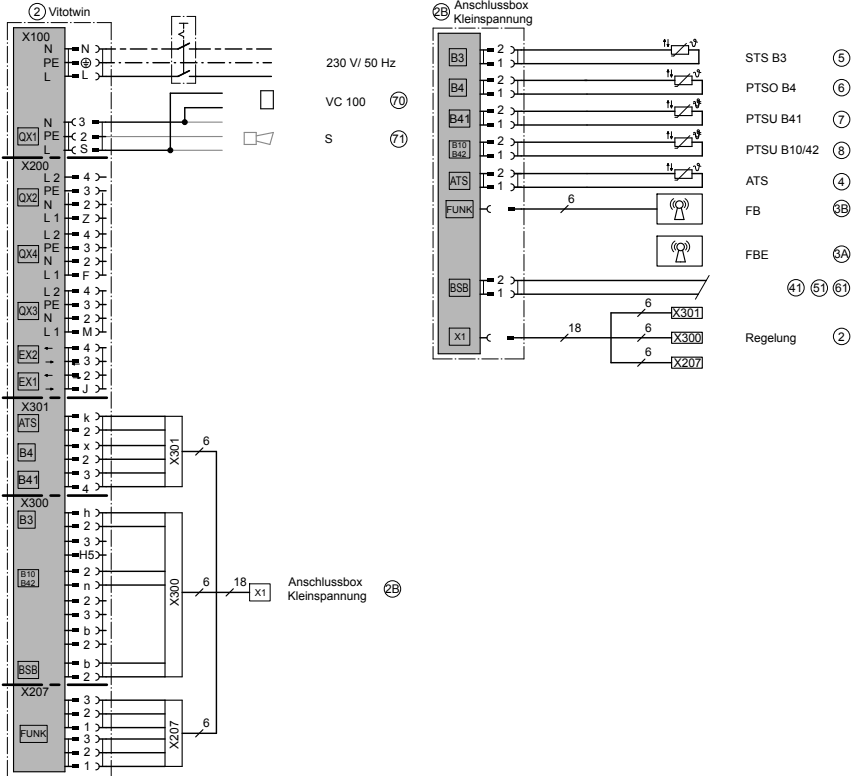 2 Vitotwin
X100
N N
PE
L L
230 V/ 50 Hz
VC 100 70
N 3
QX1 PE 2
L S
S 71
X200
L 2 4
PE 3
QX2
N 2
L 1 Z
L 2 4
PE 3
QX4
N 2
L 1 F
L 2 4
PE 3
QX3
N 2
L 1 M
4
EX2
3
2
EX1
J
X301
ATS
k
2
x
B4
2
3
B41
4
X301
6
X300
h
B3
2
3
H5
2
B10
B42
n
2
3
b
2
b
BSB
2
X300
6
18
X1
Anschlussbox
Kleinspannung
2B
X207
3
2
1
FUNK
3
2
1
X207
6
2B Anschlussbox
Kleinspannung
B3 2
1
ϑ
STS B3 5
B4 2
1
ϑ
PTSO B4 6
B41 2
1
PTSU B41 7
B10
B42
2
1
PTSU B10/42 8
ATS 2
1
ϑ
ATS 4
FUNK 6
FB 3B
FBE 3A
BSB 2
1
41 51 61
6 X301
X1 18 6 X300
Regelung 2
6 X207